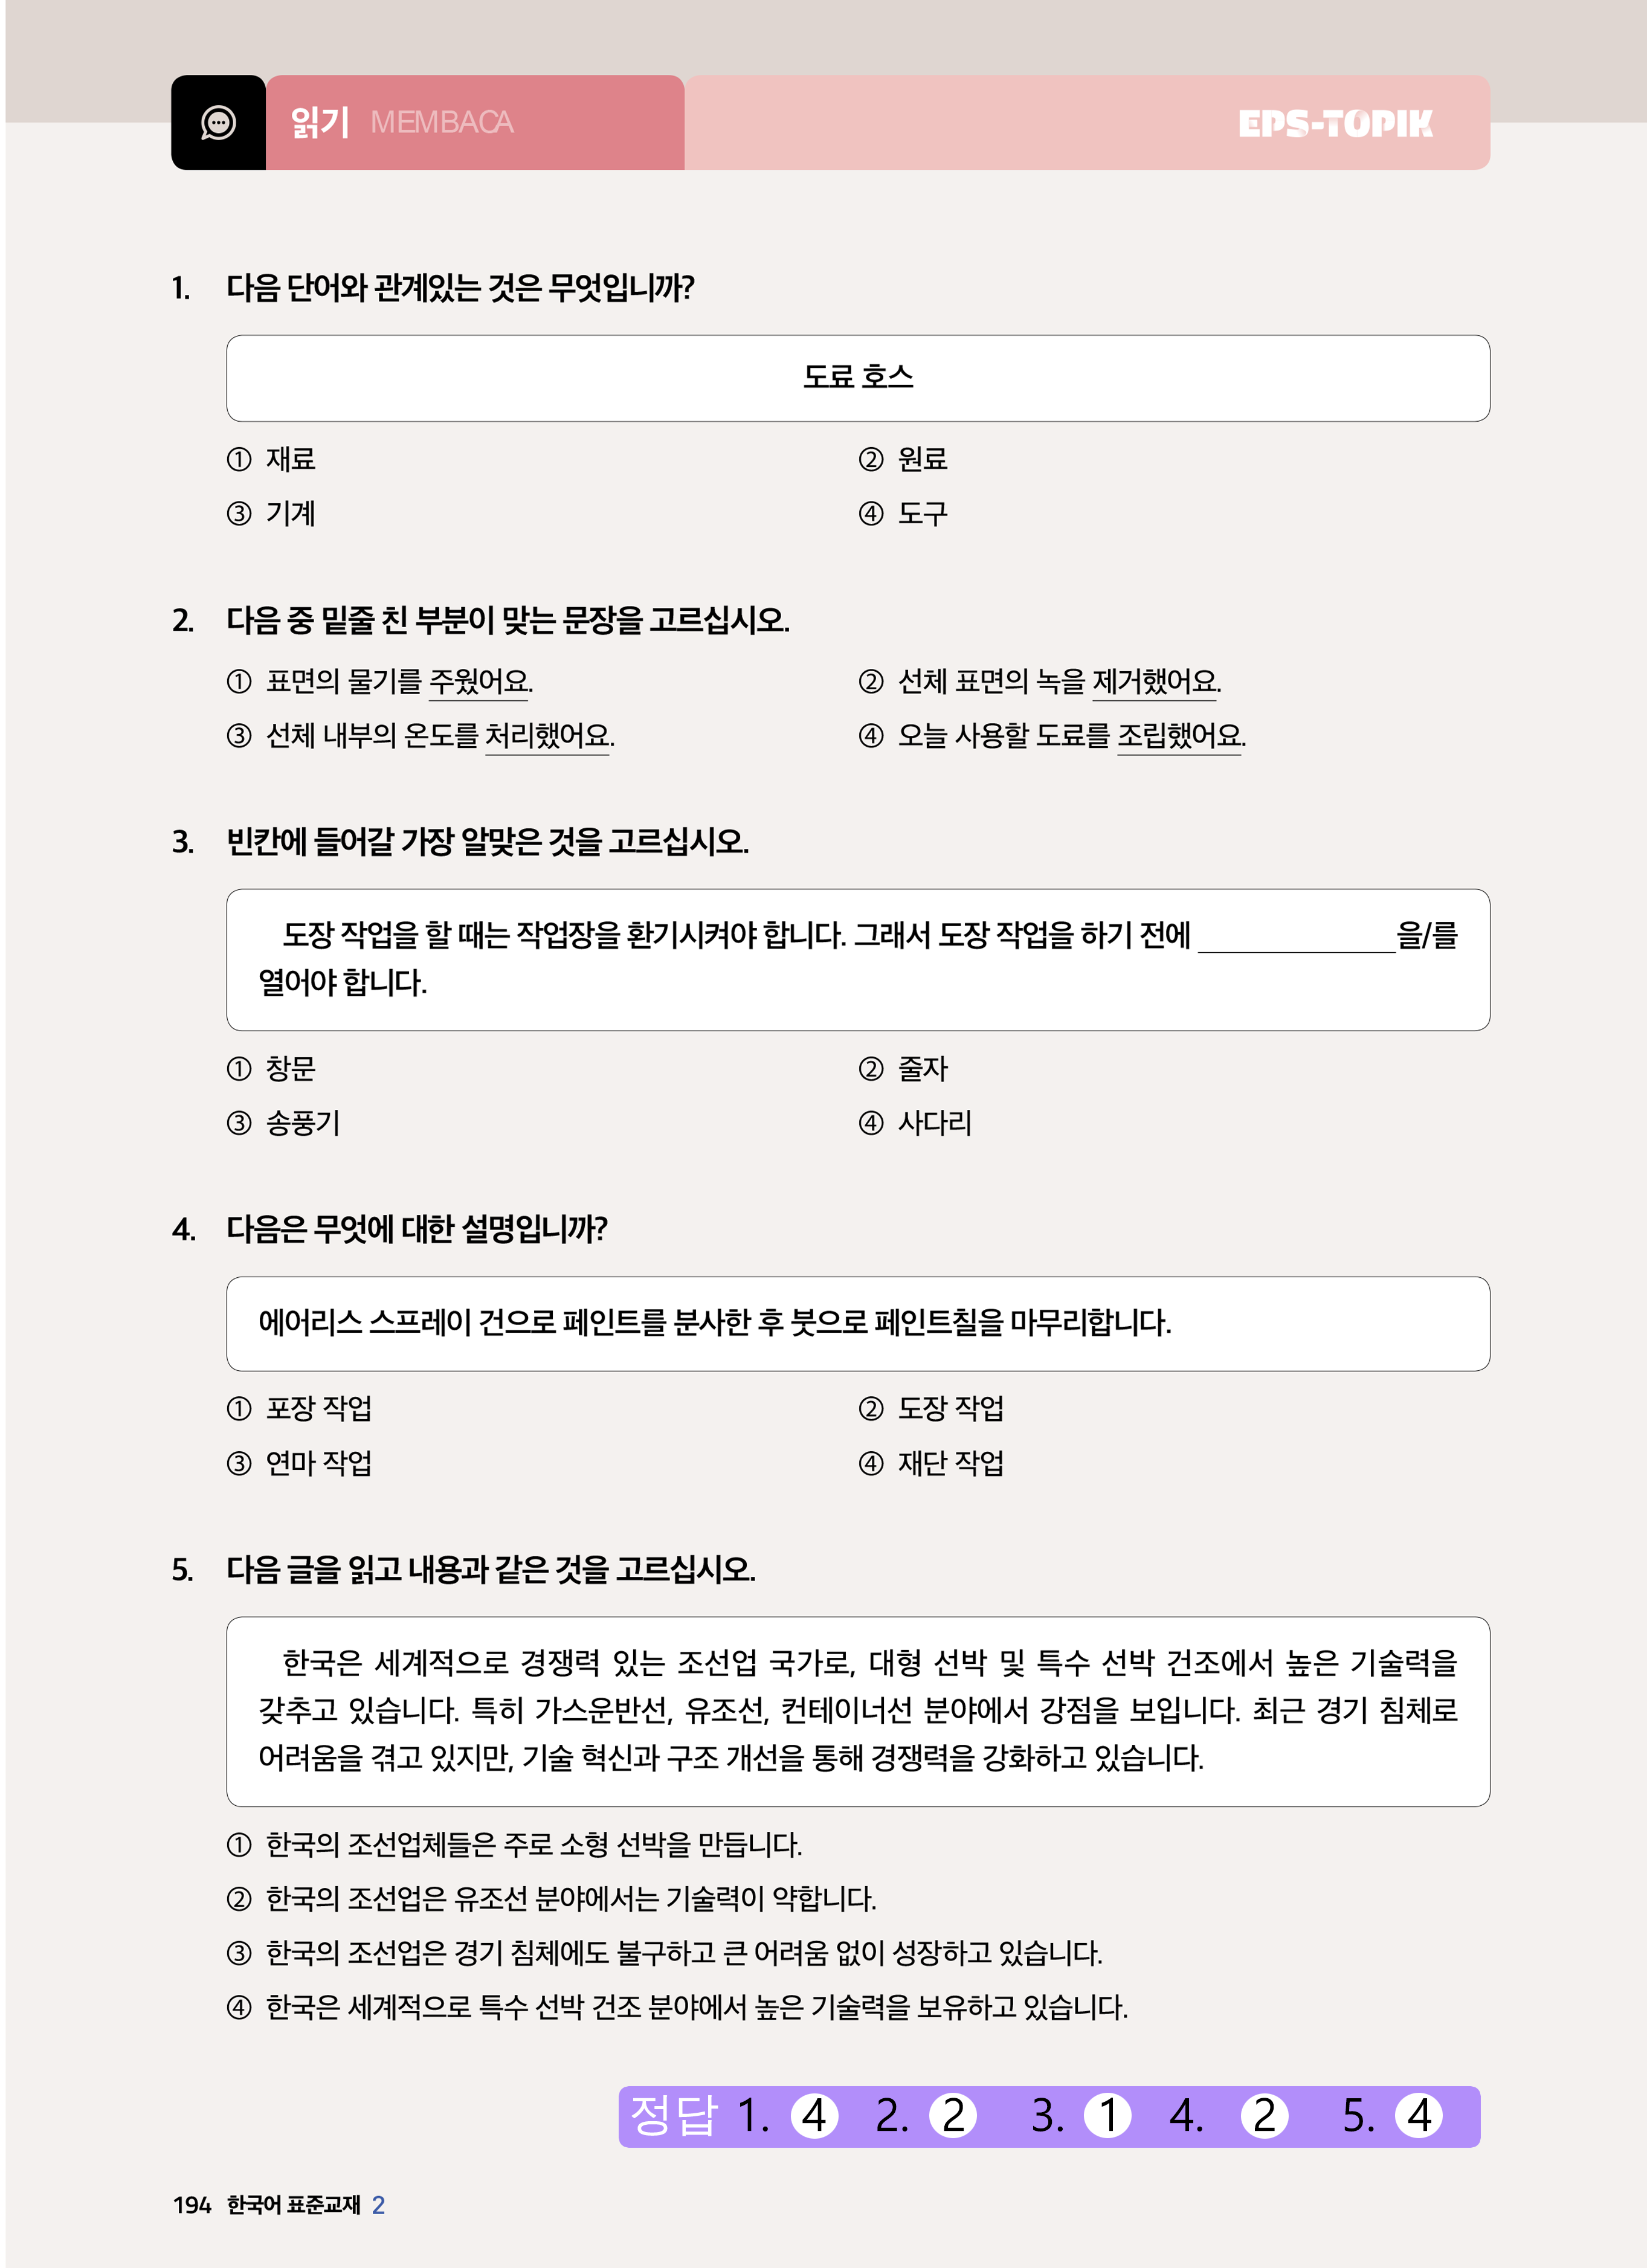 읽기 MEMBACA
EPS-TOPIK
1. 다음 단어와 관계있는 것은 무엇입니까?
도료 호스
① 재료 ② 원료
③ 기계 ④ 도구
2. 다음 중 밑줄 친 부분이 맞는 문장을 고르십시오.
① 표면의 물기를 주웠어요. ② 선체 표면의 녹을 제거했어요.
③ 선체 내부의 온도를 처리했어요. ④ 오늘 사용할 도료를 조립했어요.
3. 빈칸에 들어갈 가장 알맞은 것을 고르십시오.
도장 작업을 할 때는 작업장을 환기시켜야 합니다. 그래서 도장 작업을 하기 전에 ______________을/를
열어야 합니다.
① 창문 ② 줄자
③ 송풍기 ④ 사다리
4. 다음은 무엇에 대한 설명입니까?
에어리스 스프레이 건으로 페인트를 분사한 후 붓으로 페인트칠을 마무리합니다.
① 포장 작업 ② 도장 작업
③ 연마 작업 ④ 재단 작업
5. 다음 글을 읽고 내용과 같은 것을 고르십시오.
한국은 세계적으로 경쟁력 있는 조선업 국가로, 대형 선박 및 특수 선박 건조에서 높은 기술력을
갖추고 있습니다. 특히 가스운반선, 유조선, 컨테이너선 분야에서 강점을 보입니다. 최근 경기 침체로
어려움을 겪고 있지만, 기술 혁신과 구조 개선을 통해 경쟁력을 강화하고 있습니다.
① 한국의 조선업체들은 주로 소형 선박을 만듭니다.
② 한국의 조선업은 유조선 분야에서는 기술력이 약합니다.
③ 한국의 조선업은 경기 침체에도 불구하고 큰 어려움 없이 성장하고 있습니다.
④ 한국은 세계적으로 특수 선박 건조 분야에서 높은 기술력을 보유하고 있습니다.
정답 1. 4 2. 2 3. 1 4. 2 5. 4
194 한국어 표준교재 2